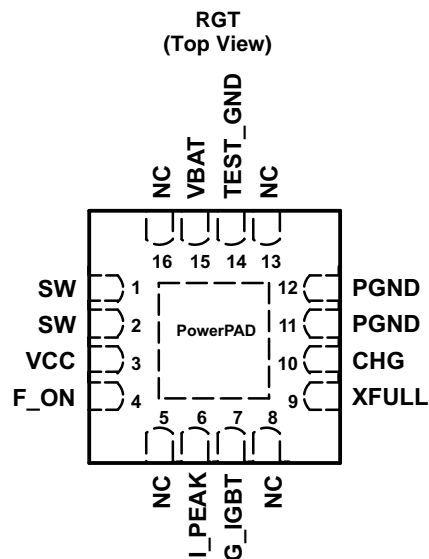 RGT
(Top View)
NC
VBAT
TEST_GND
NC
16 15 14 13
SW 1
SW 2
VCC 3
F_ON 4
PowerPAD
12 PGND
11 PGND
10 CHG
9 XFULL
5 6 7 8
NC
I_PEAK
G_IGBT
NC